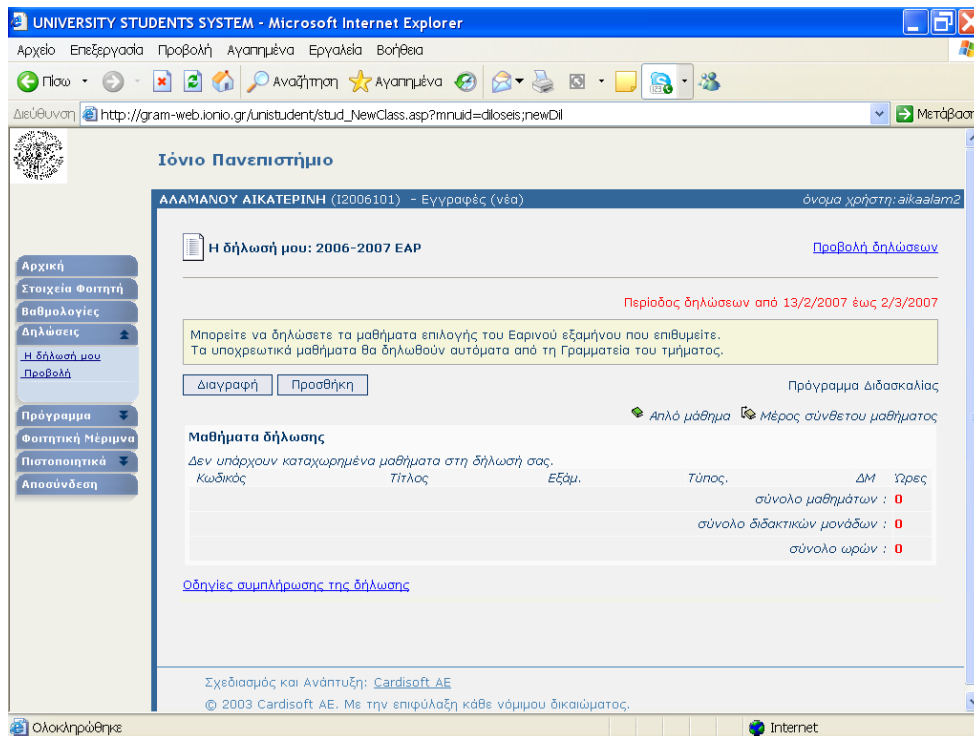 UNIVERSITY STUDENTS SYSTEM - Microsoft Internet Explorer
Αρχείο Επεξεργασία Προβολή Αγαπημένα Εργαλεία Βοήθεια
Πίσω Αναζήτηση Αγαπημένα
Διεύθυνση http://gram-web.ionio.gr/unistudent/stud_NewClass.asp?mnuid=diloseis;newDil Μετάβαση
Ιόνιο Πανεπιστήμιο
ΑΛΑΜΑΝΟΥ ΑΙΚΑΤΕΡΙΝΗ (Ι2006101) - Εγγραφές (νέα) όνομα χρήστη: aikaalam2
Η δήλωσή μου: 2006-2007 ΕΑΡ Προβολή δηλώσεων
Αρχική
Στοιχεία Φοιτητή
Βαθμολογίες
Δηλώσεις
Η δήλωσή μου
Προβολή
Πρόγραμμα
Φοιτητική Μέριμνα
Πιστοποιητικά
Αποσύνδεση
Περίοδος δηλώσεων από 13/2/2007 έως 2/3/2007
Μπορείτε να δηλώσετε τα μαθήματα επιλογής του Εαρινού εξαμήνου που επιθυμείτε.
Τα υποχρεωτικά μαθήματα θα δηλωθούν αυτόματα από τη Γραμματεία του τμήματος.
Διαγραφή Προσθήκη Πρόγραμμα Διδασκαλίας
Απλό μάθημα Μέρος σύνθετου μαθήματος
Μαθήματα δήλωσης
Δεν υπάρχουν καταχωρημένα μαθήματα στη δήλωσή σας.
Κωδικός Τίτλος Εξάμ. Τύπος. ΔΜ Ώρες
σύνολο μαθημάτων : 0
σύνολο διδακτικών μονάδων : 0
σύνολο ωρών : 0
Οδηγίες συμπλήρωσης της δήλωσης
Σχεδιασμός και Ανάπτυξη: Cardisoft AE
© 2003 Cardisoft AE. Με την επιφύλαξη κάθε νόμιμου δικαιώματος.
Ολοκληρώθηκε Internet